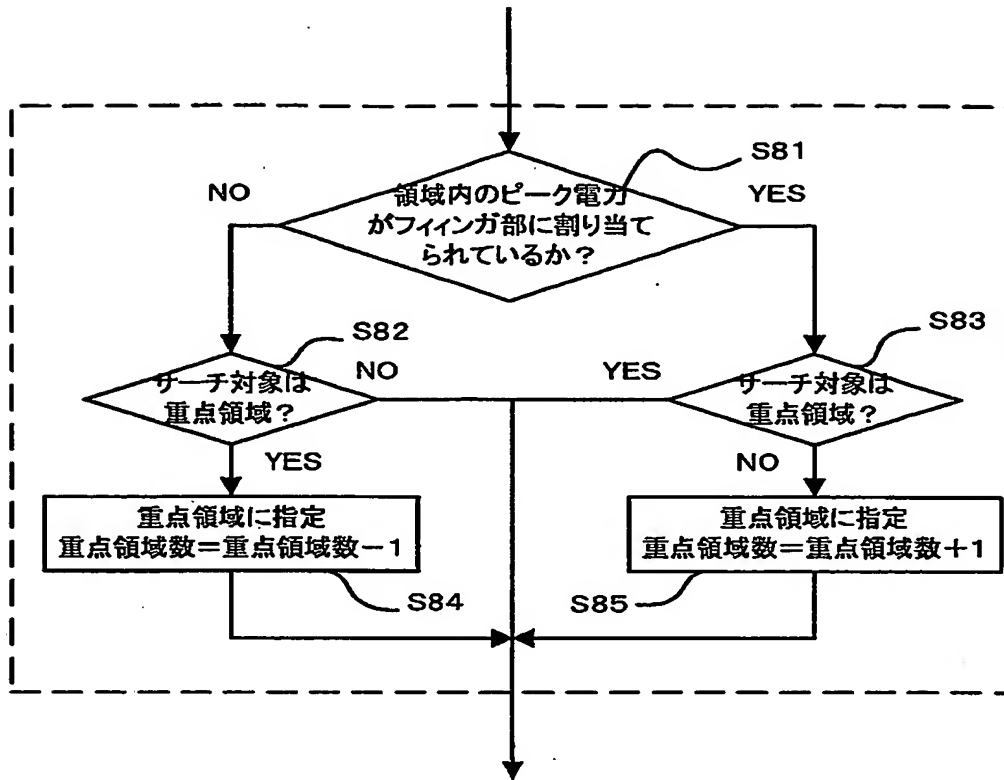 S81
NO
YES
領域内のピーク電力
がフィィンガ部に割り当て
られているか？
S82
S83
サーチ対象は
重点領域？
NO
YES
サーチ対象は
重点領域？
YES
NO
重点領域に指定
重点領域数＝重点領域数－1
重点領域に指定
重点領域数＝重点領域数＋1
S84
S85